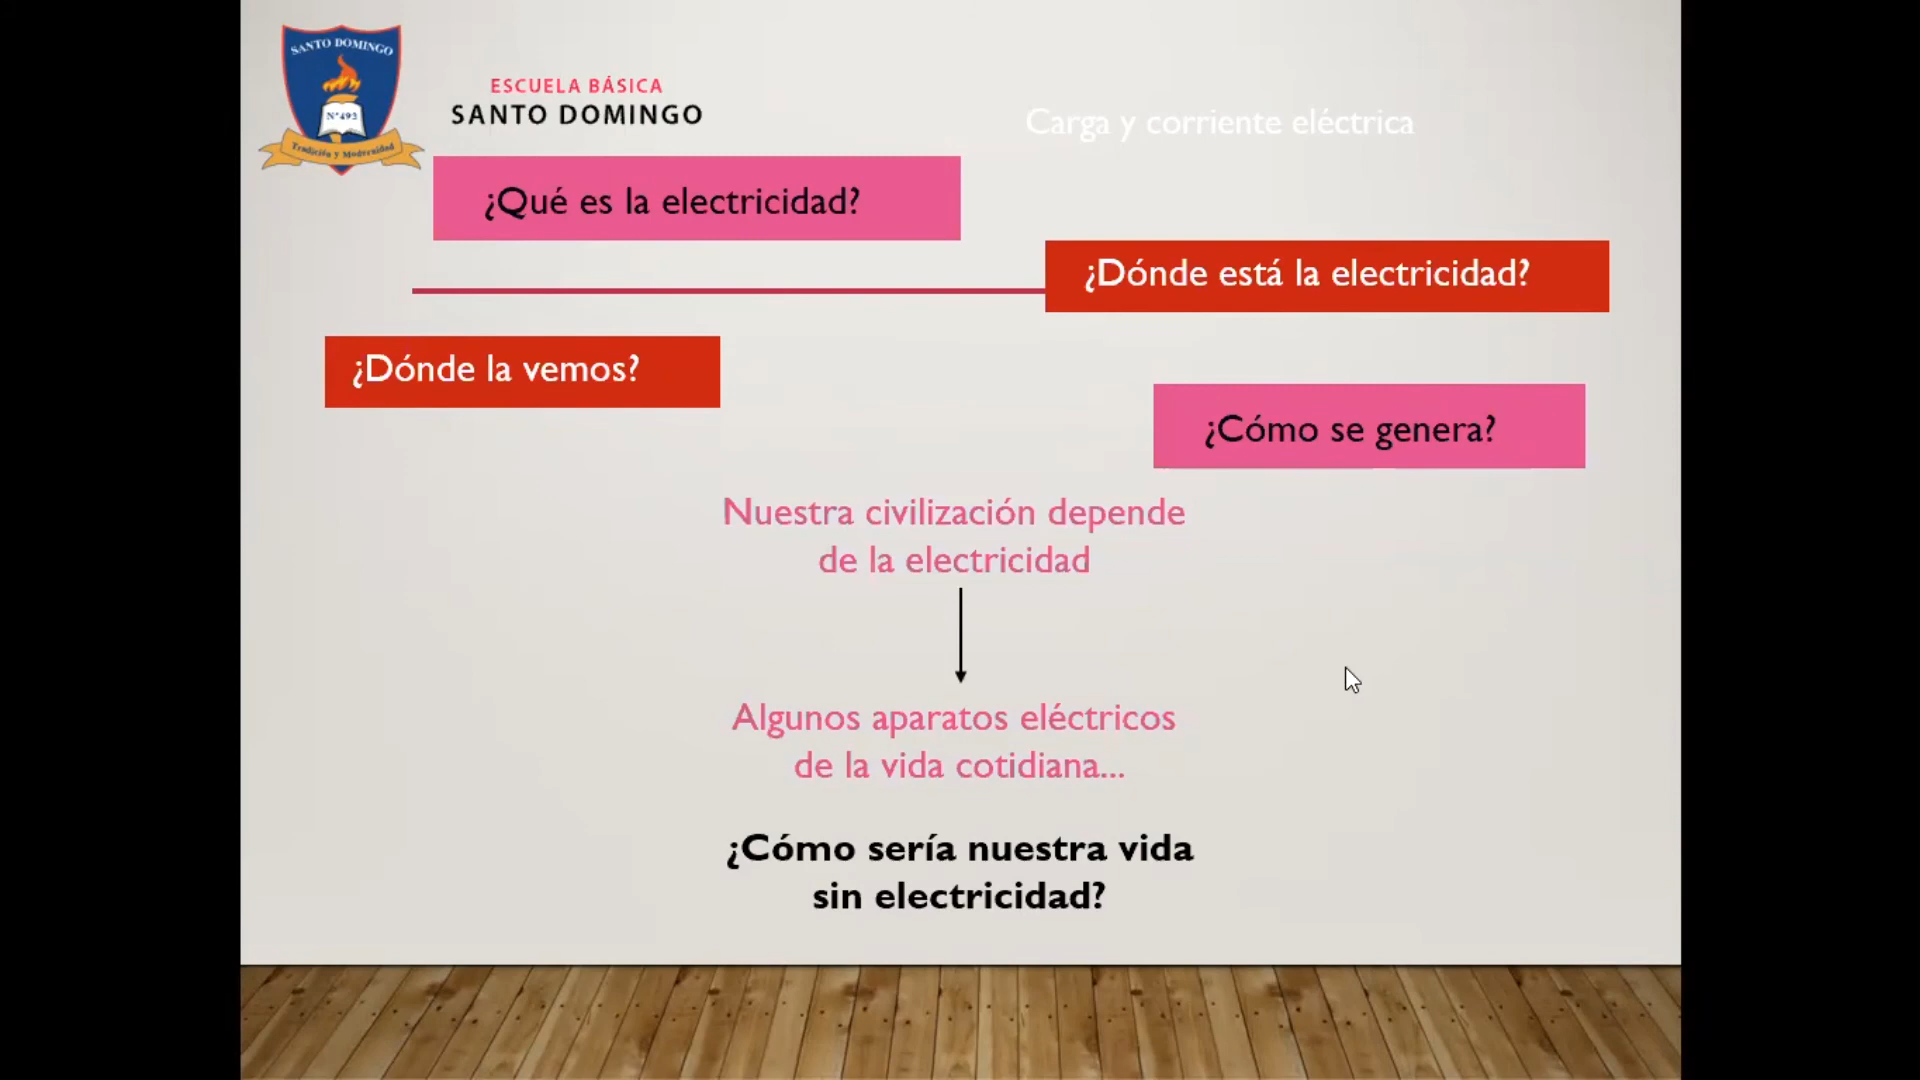 SANTO DOMINGO
N°493
Tradición y Modernidad
ESCUELA BÁSICA
SANTO DOMINGO
Carga y corriente eléctrica
¿Qué es la electricidad?
¿Dónde está la electricidad?
¿Dónde la vemos?
¿Cómo se genera?
Nuestra civilización depende
de la electricidad
Algunos aparatos eléctricos
de la vida cotidiana...
¿Cómo sería nuestra vida
sin electricidad?